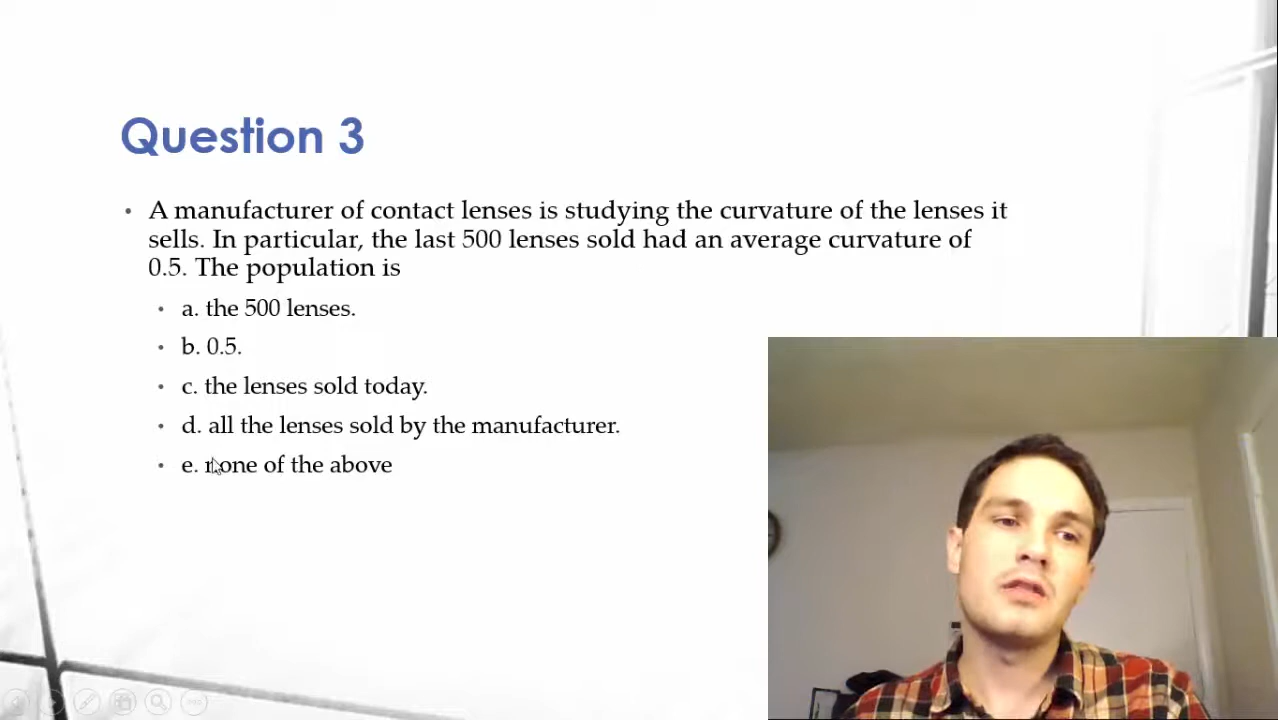 Question 3
• A manufacturer of contact lenses is studying the curvature of the lenses it
sells. In particular, the last 500 lenses sold had an average curvature of
0.5. The population is
• a. the 500 lenses.
• b. 0.5.
• c. the lenses sold today.
• d. all the lenses sold by the manufacturer.
• e. none of the above